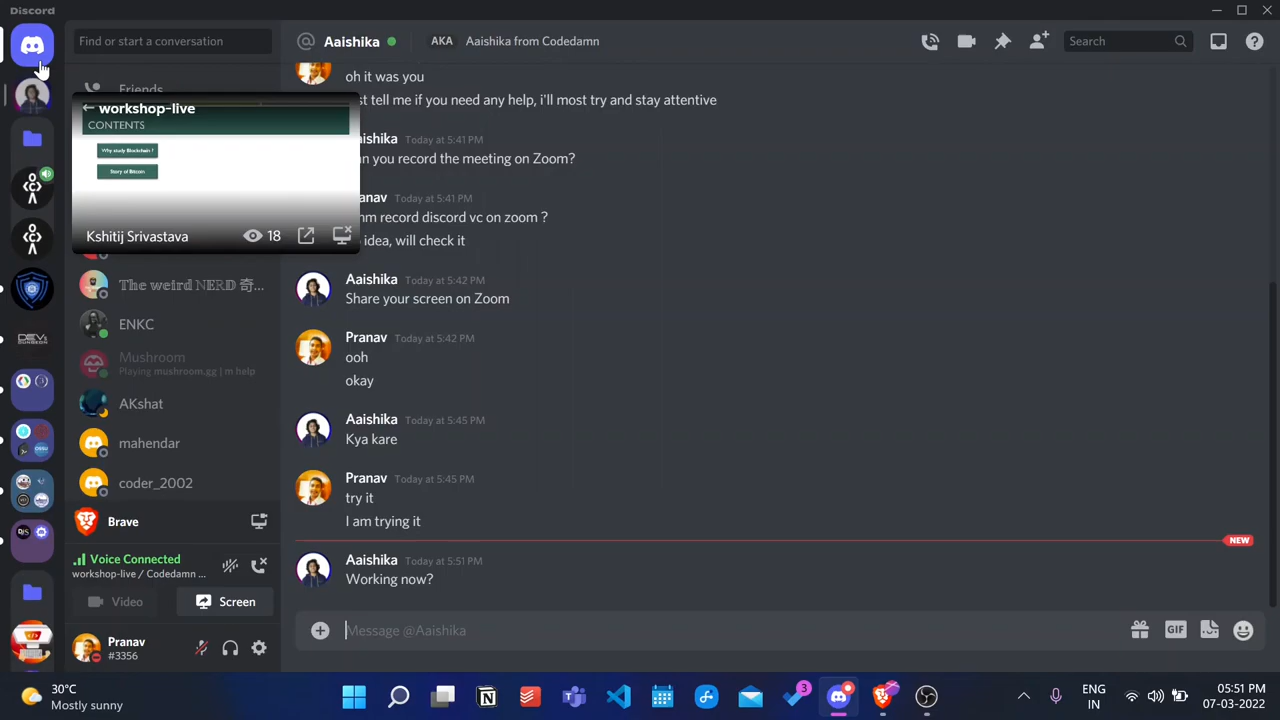 Discord
Find or start a conversation
Friends
workshop-live
CONTENTS
Why study Blockchain ?
Story of Bitcoin
Kshitij Srivastava
18
The weird NERD 奇...
ENKC
Mushroom
Playing mushroom.gg | m help
AKshat
mahendar
coder_2002
Brave
Voice Connected
workshop-live / Codedamn ...
Video
Screen
Pranav
#3356
Aaishika
AKA
Aaishika from Codedamn
Search
oh it was you
st tell me if you need any help, i'll most try and stay attentive
ishika Today at 5:41 PM
n you record the meeting on Zoom?
anav Today at 5:41 PM
nm record discord vc on zoom ?
idea, will check it
Aaishika Today at 5:42 PM
Share your screen on Zoom
Pranav Today at 5:42 PM
ooh
okay
Aaishika Today at 5:45 PM
Kya kare
Pranav Today at 5:45 PM
try it
I am trying it
NEW
Aaishika Today at 5:51 PM
Working now?
Message @Aaishika
GIF
30°C
Mostly sunny
3
ENG
IN
05:51 PM
07-03-2022